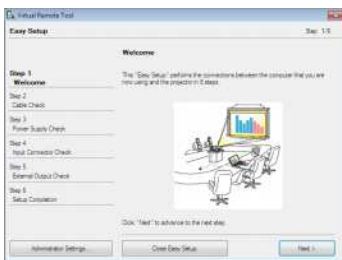 Virtual Remote Tool
Easy Setup
Step 1/6
Welcome
Step 1
Welcome
This "Easy Setup" performs the connections between the computer that you are
now using and the projector in 6 steps.
Step 2
Cable Check
Step 3
Power Supply Check
Step 4
Input Connector Check
Step 5
External Output Check
Step 6
Setup Completion
Click "Next" to advance to the next step.
Administrator Settings...
Close Easy Setup
Next >